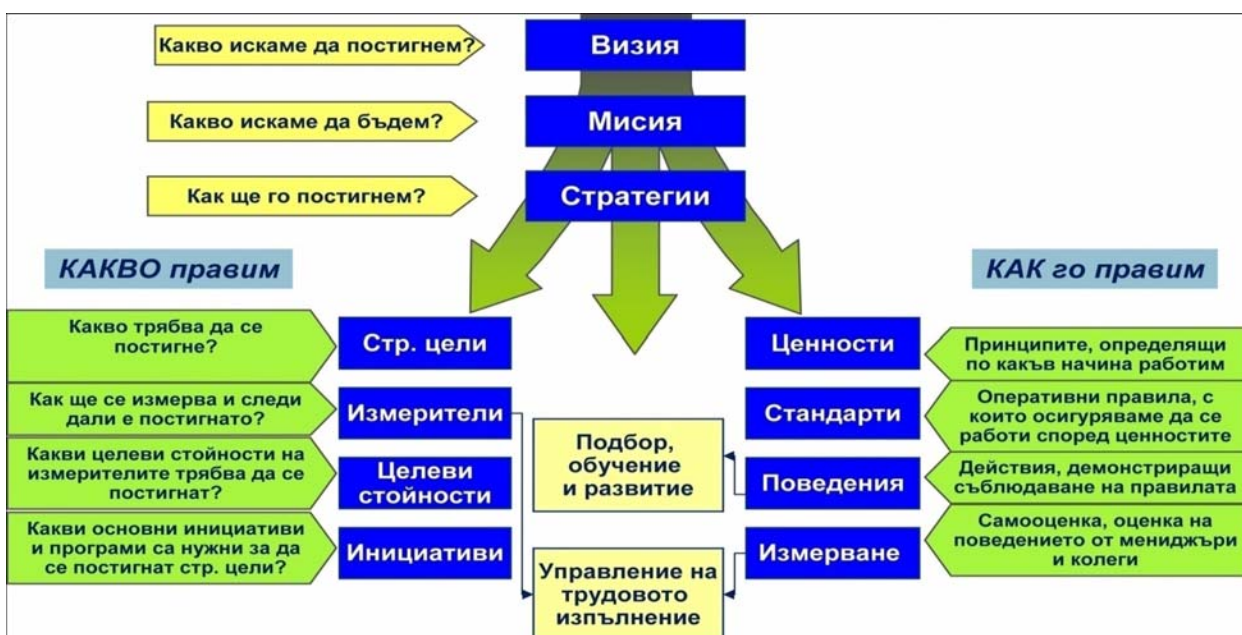 Какво искаме да постигнем?
Визия
Какво искаме да бъдем?
Мисия
Как ще го постигнем?
Стратегии
КАКВО правим
КАК го правим
Какво трябва да се
постигне?
Стр. цели
Как ще се измерва и следи
дали е постигнато?
Измерители
Какви целеви стойности на
измерителите трябва да се
постигнат?
Целеви
стойности
Какви основни инициативи
и програми са нужни за да
се постигнат стр. цели?
Инициативи
Подбор,
обучение
и развитие
Управление на
трудовото
изпълнение
Ценности
Принципите, определящи
по какъв начина работим
Стандарти
Оперативни правила, с
които осигуряваме да се
работи според ценностите
Поведения
Действия, демонстриращи
съблюдаване на правилата
Измерване
Самооценка, оценка на
поведението от мениджъри
и колеги